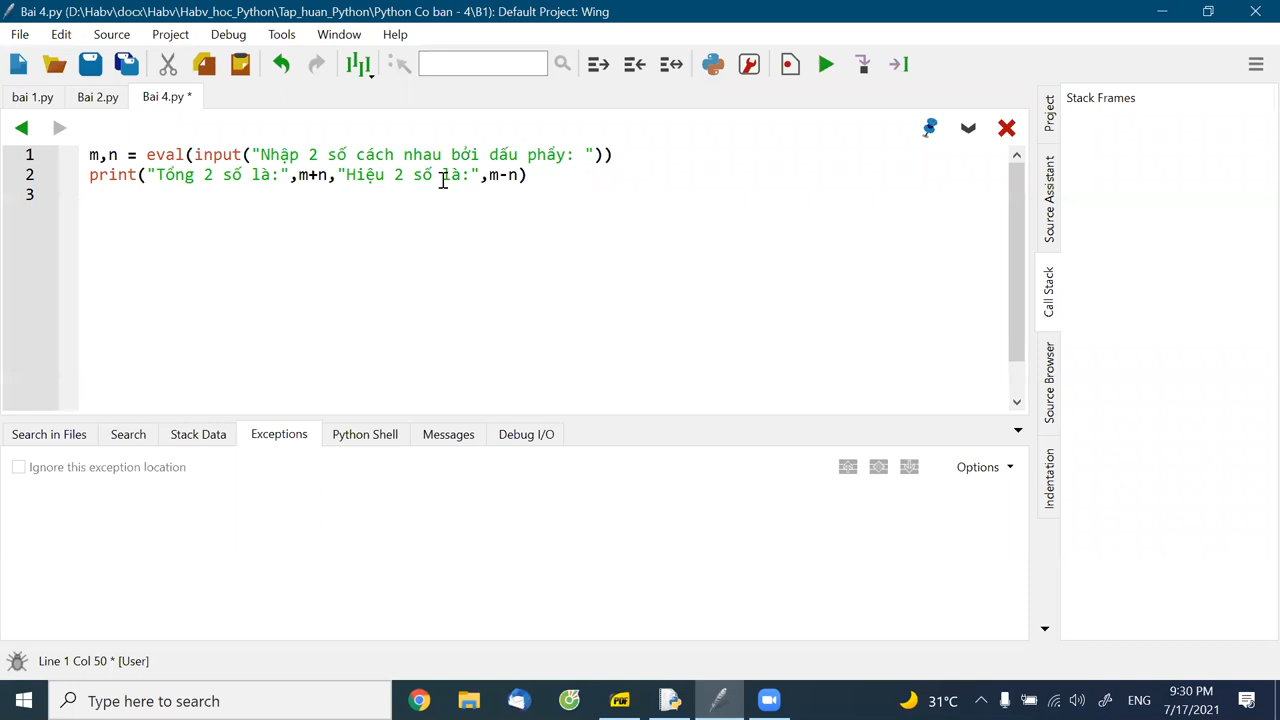 Bai 4.py (D:\Habv\docx\Habv_hoc_Python\Tap_huan_Python\Python Co ban - 4\B1): Default Project: Wing
File Edit Source Project Debug Tools Window Help
bai 1.py Bai 2.py Bai 4.py *
1 m,n = eval(input("Nhập 2 số cách nhau bởi dấu phẩy: "))
2 print("Tổng 2 số là:",m+n,"Hiệu 2 số là:",m-n)
3
Search in Files Search Stack Data Exceptions Python Shell Messages Debug I/O
Ignore this exception location
Options
Line 1 Col 50 * [User]
Stack Frames
Project
Source Assistant
Call Stack
Source Browser
Indentation
Type here to search
PDF
31°C
ENG
9:30 PM
7/17/2021